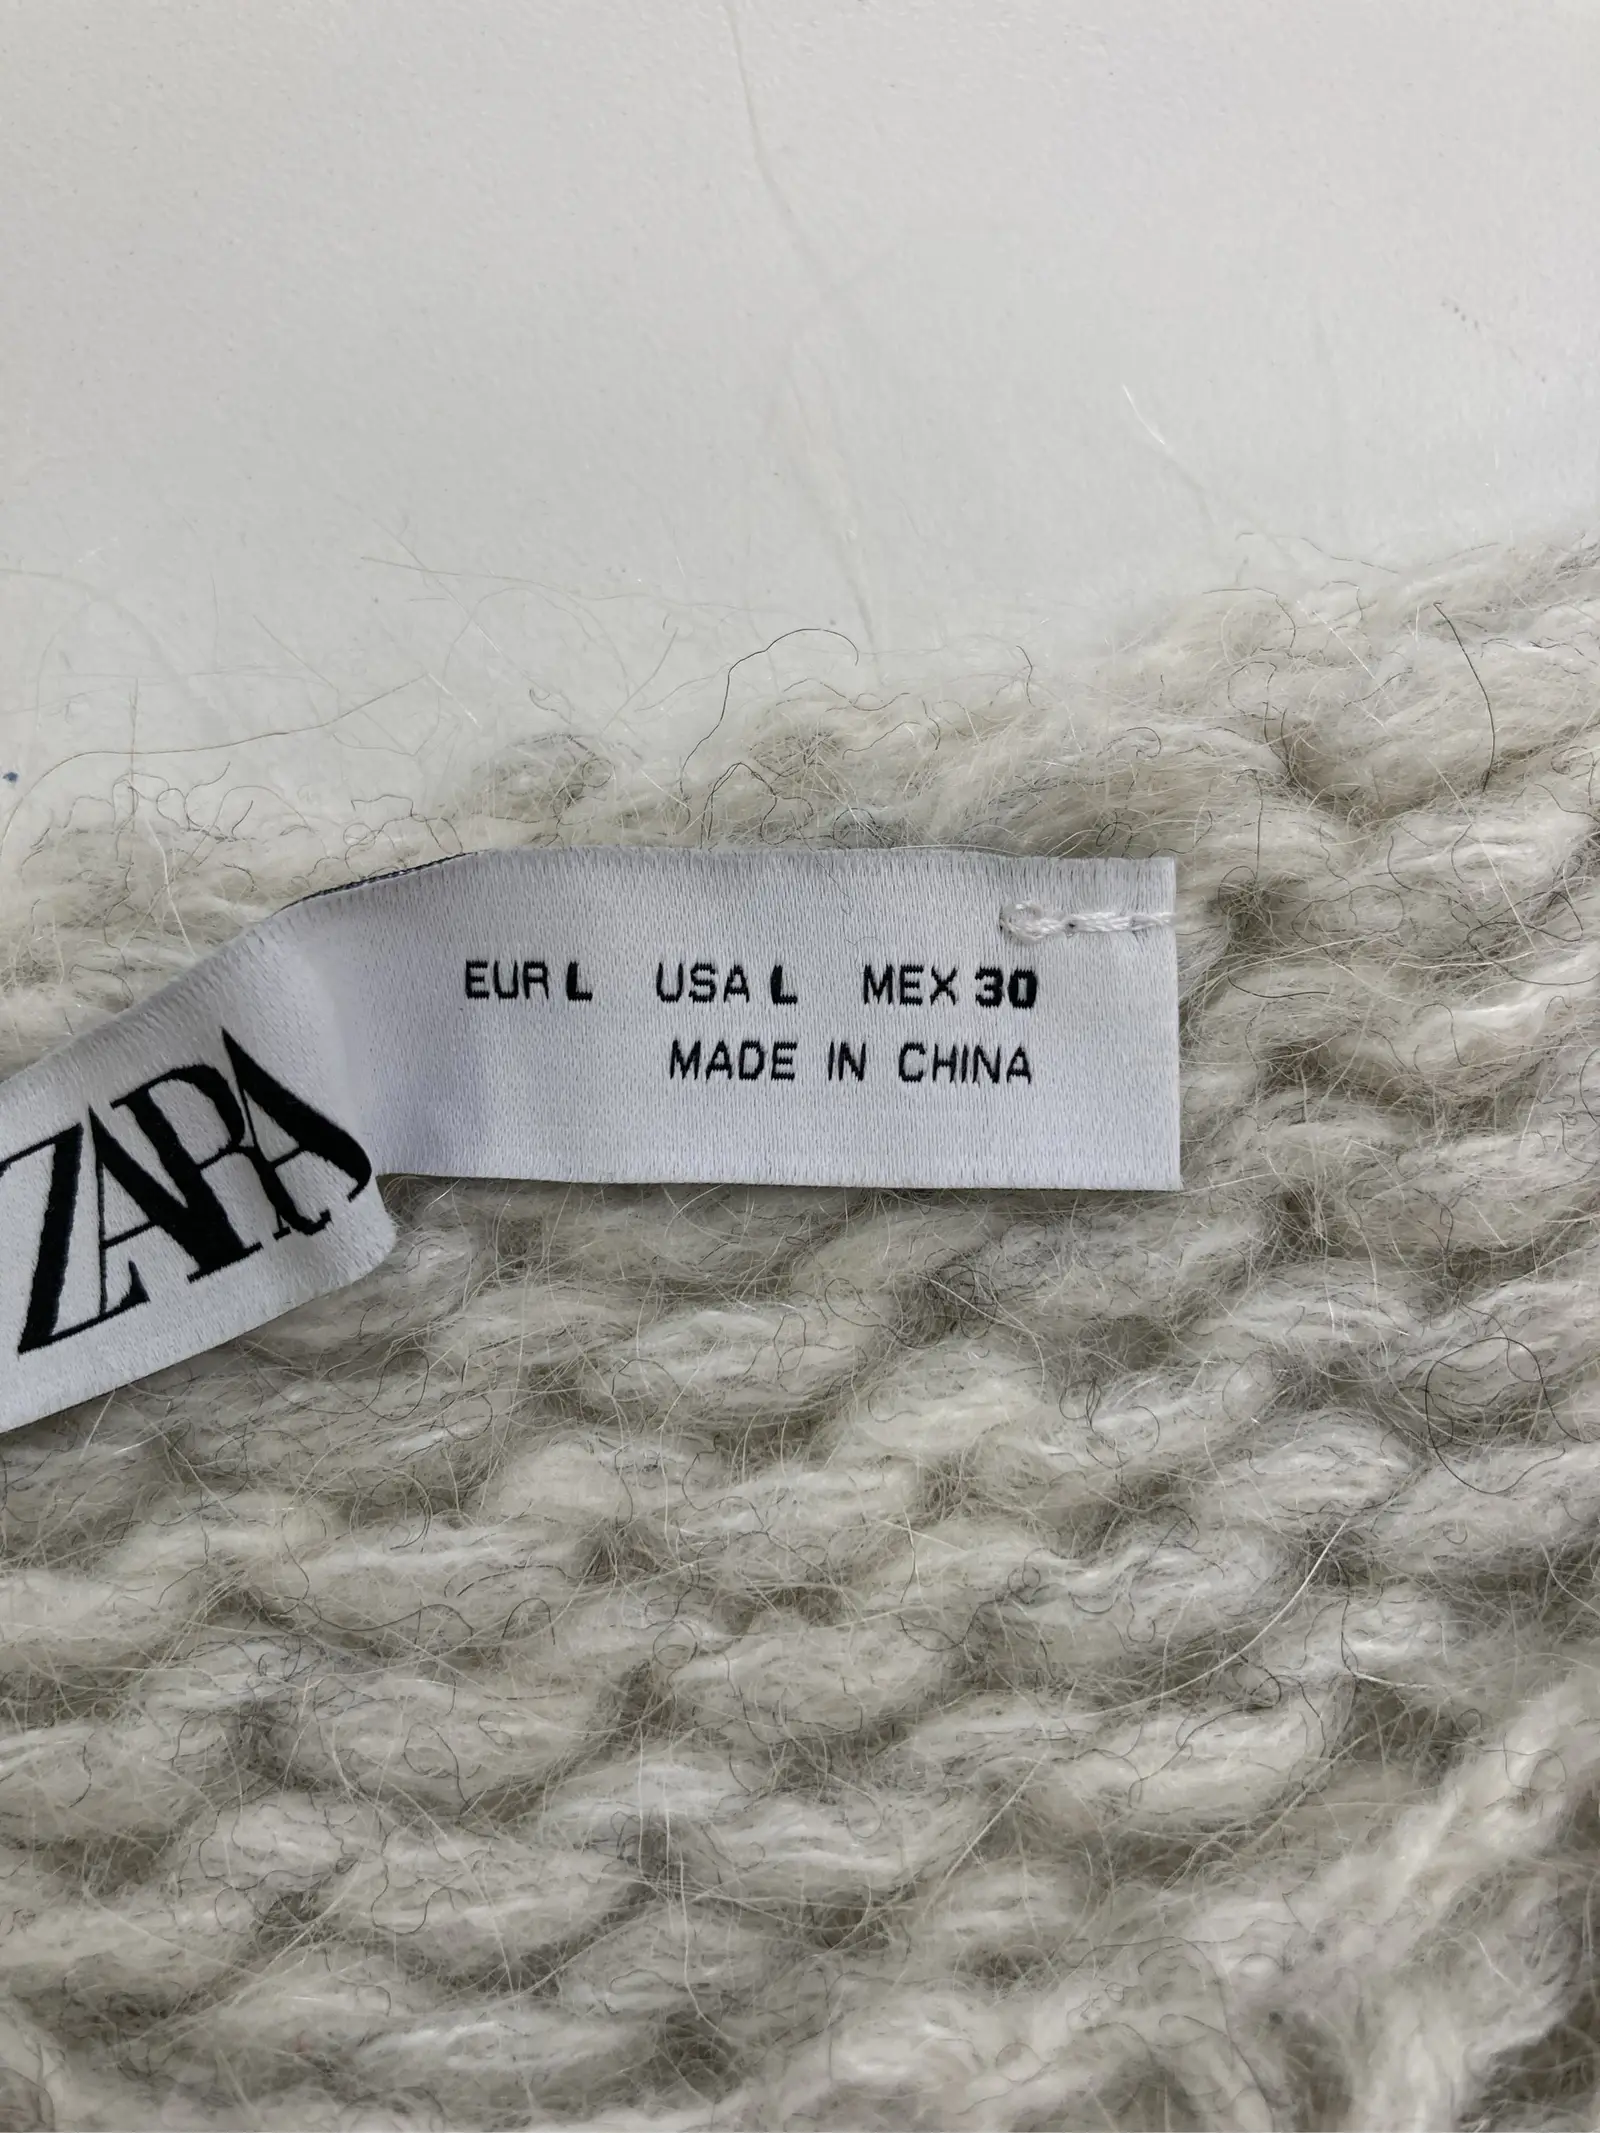 ZARA
EUR L USA L MEX 30
MADE IN CHINA